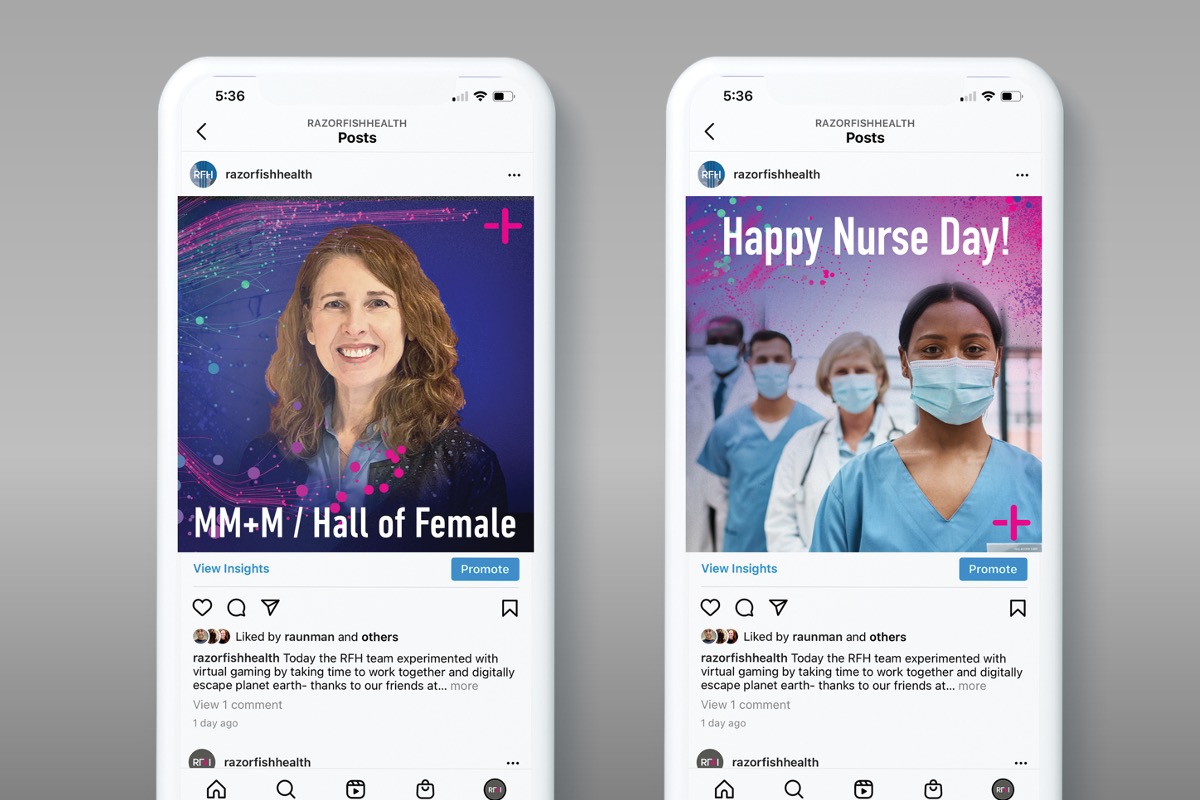 5:36
RAZORFISHHEALTH
Posts
RFH
razorfishhealth
MM+M / Hall of Female
View Insights
Promote
Liked by raunman and others
razorfishhealth Today the RFH team experimented with
virtual gaming by taking time to work together and digitally
escape planet earth- thanks to our friends at... more
View 1 comment
1 day ago
razorfishhealth
5:36
RAZORFISHHEALTH
Posts
RFH
razorfishhealth
Happy Nurse Day!
View Insights
Promote
Liked by raunman and others
razorfishhealth Today the RFH team experimented with
virtual gaming by taking time to work together and digitally
escape planet earth- thanks to our friends at... more
View 1 comment
1 day ago
razorfishhealth